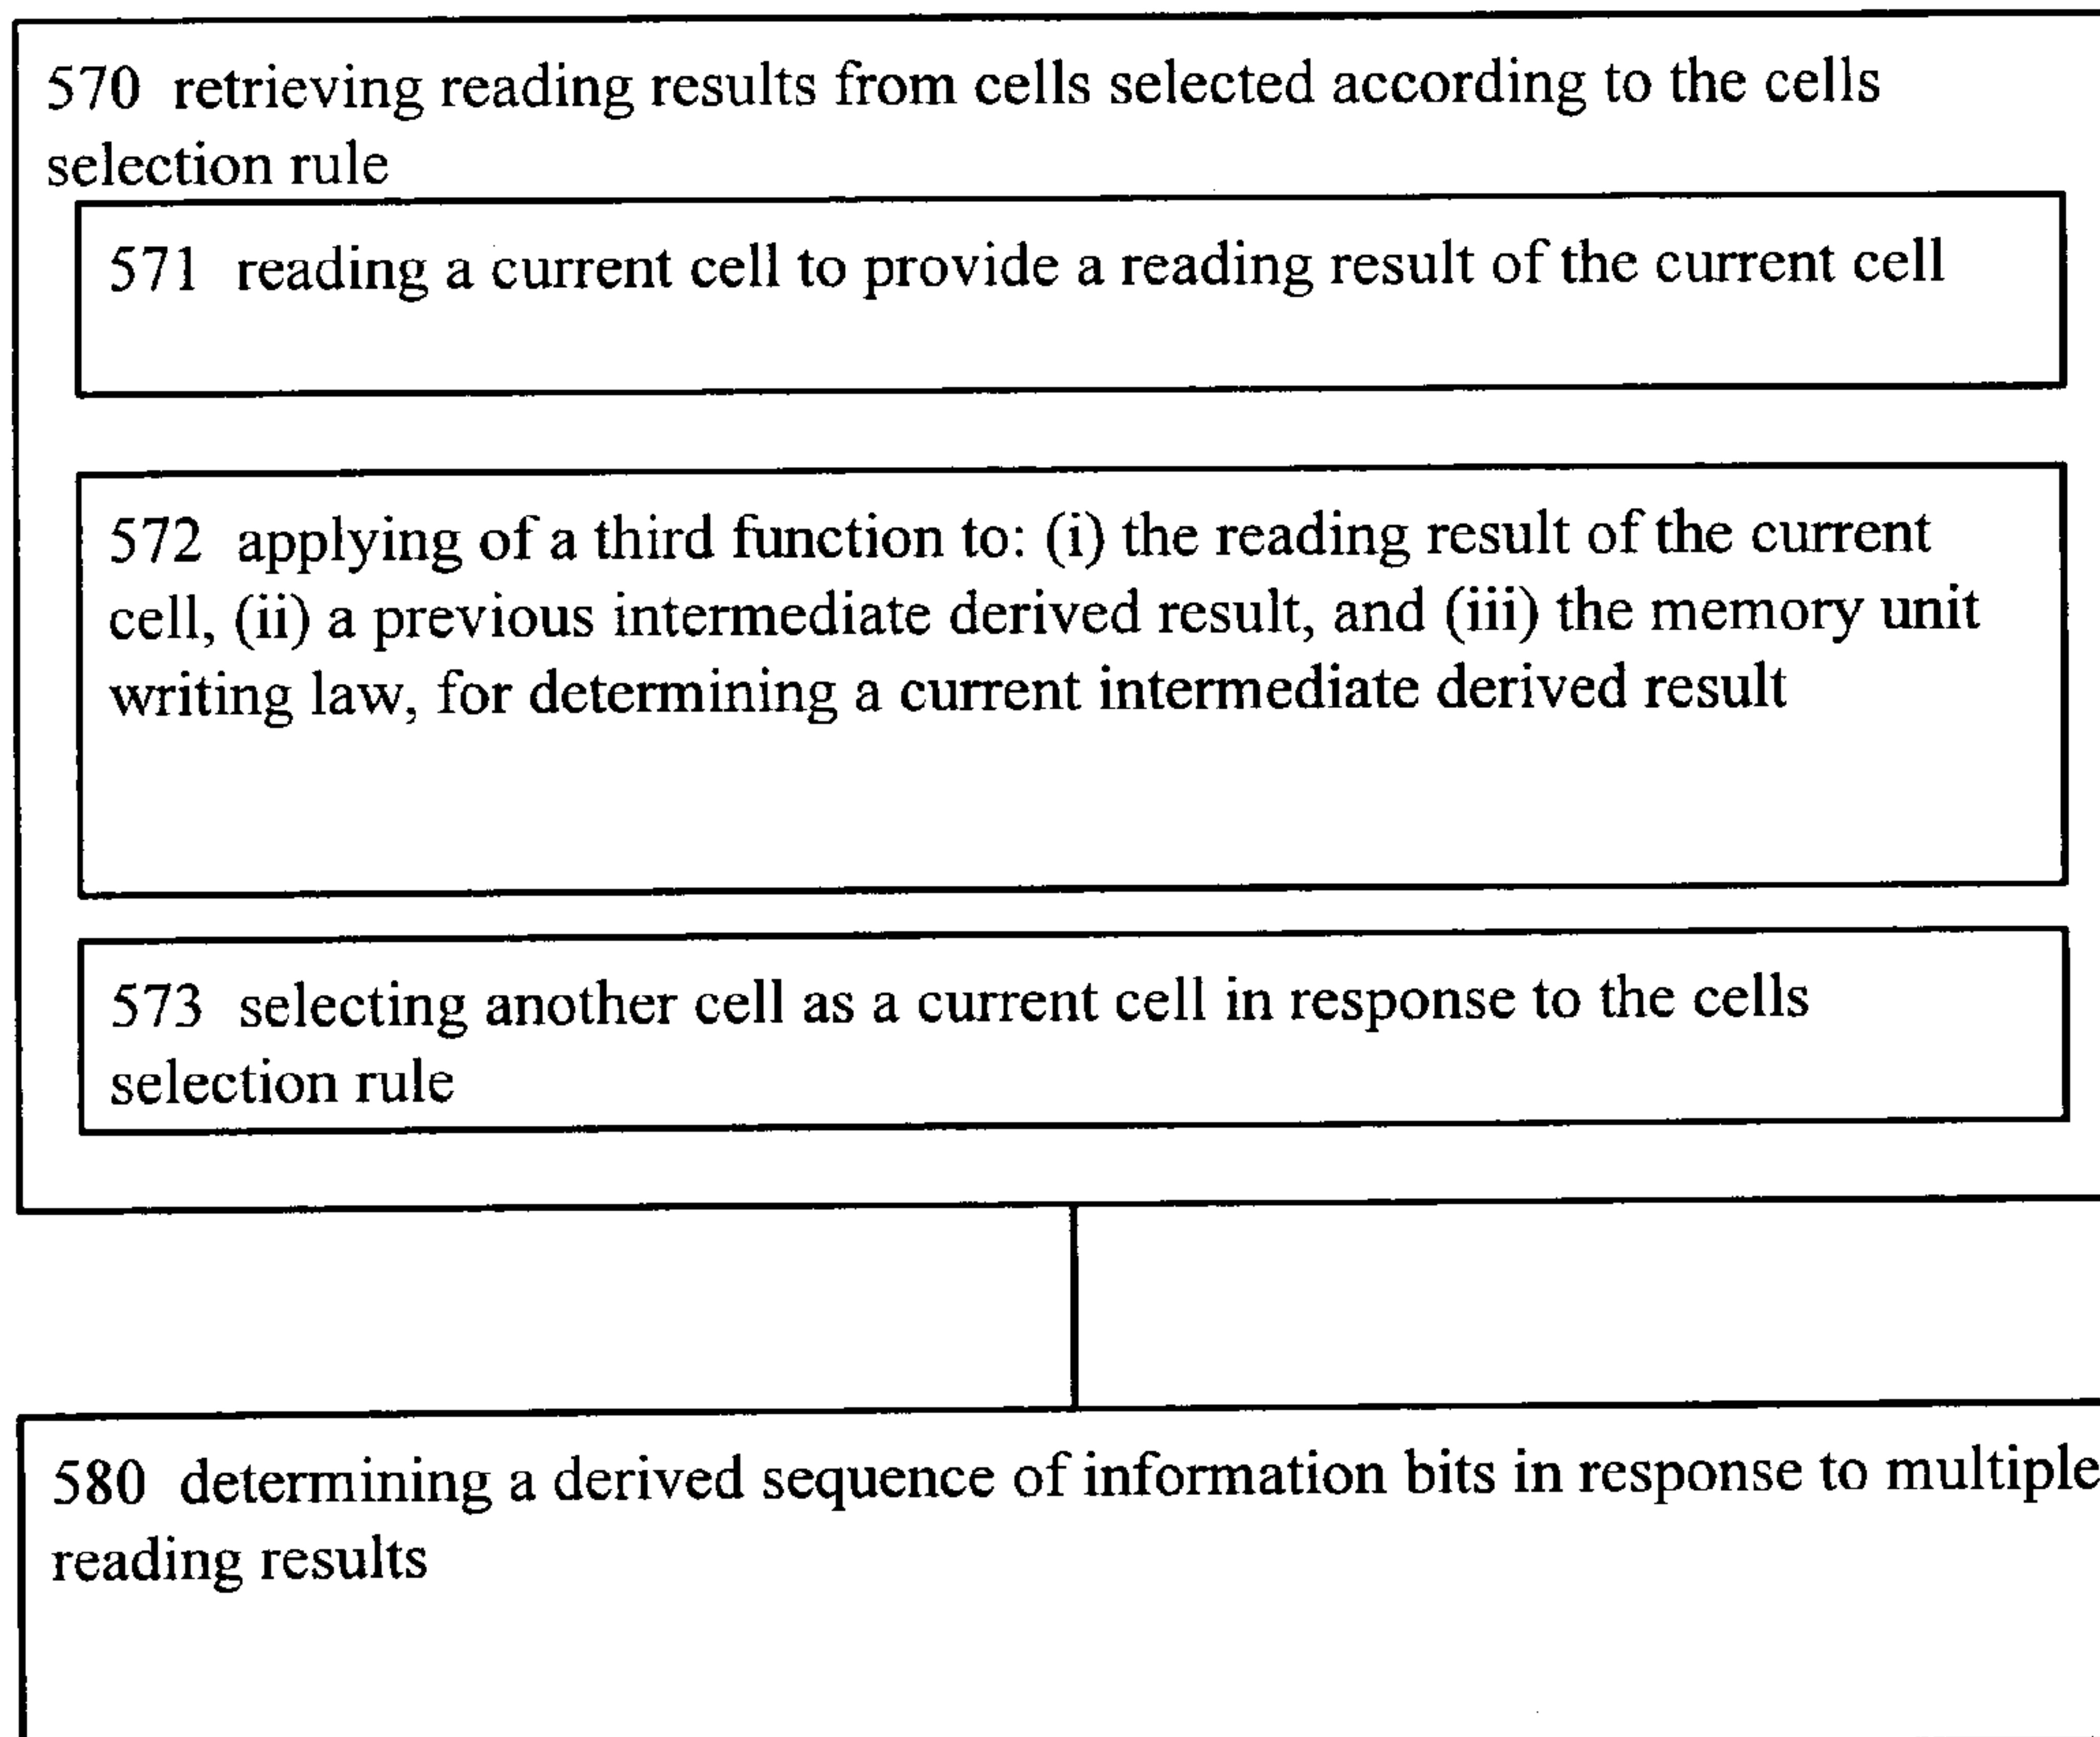 570 retrieving reading results from cells selected according to the cells
selection rule
571 reading a current cell to provide a reading result of the current cell
572 applying of a third function to: (i) the reading result of the current
cell, (ii) a previous intermediate derived result, and (iii) the memory unit
writing law, for determining a current intermediate derived result
573 selecting another cell as a current cell in response to the cells
selection rule
580 determining a derived sequence of information bits in response to multiple
reading results